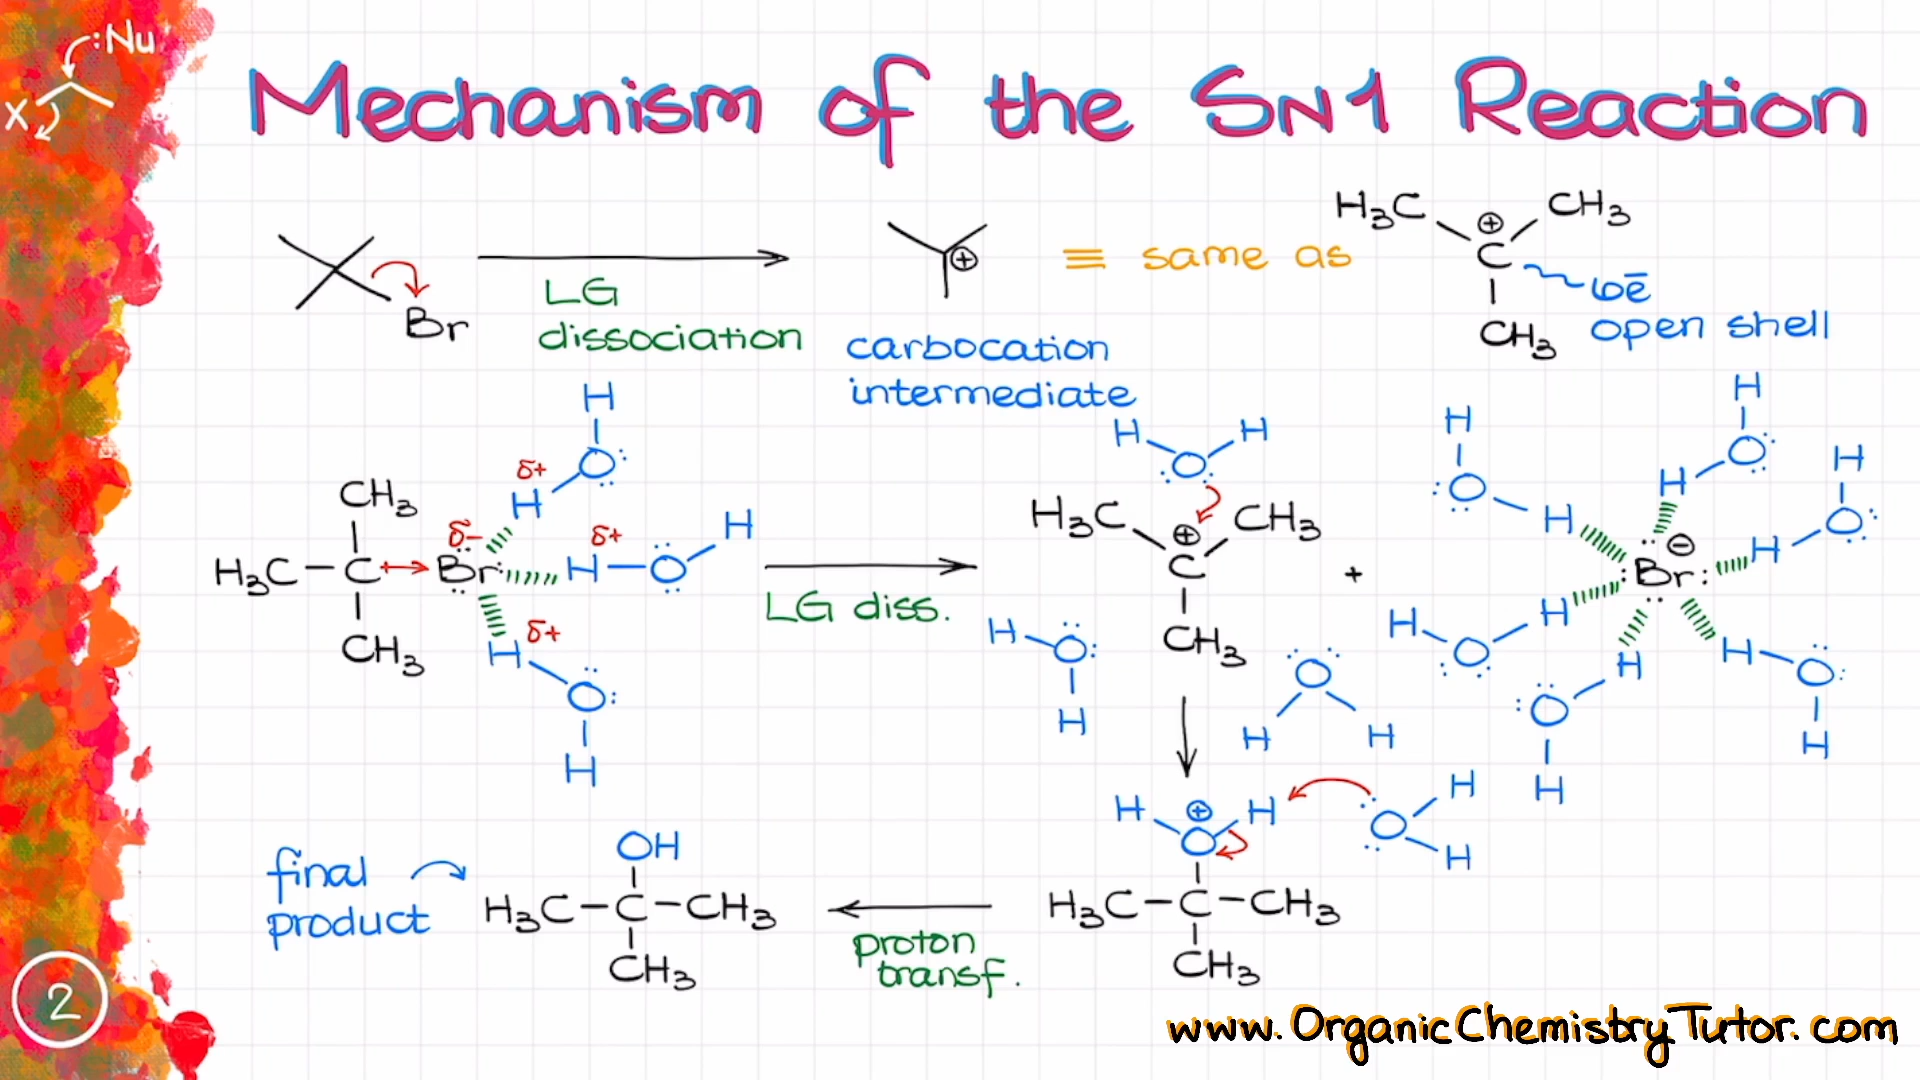 :Nu
X
Mechanism of the SN1 Reaction
Br
LG
dissociation
⊕
carbocation
intermediate
≡ same as
H₃C ⊕ CH₃
C
CH₃
6ē
open shell
H
δ+ O
H
CH₃
δ- δ+ H
H₃C-C Br H-O
CH₃
δ+
H
O
H
LG diss.
H H
O
H₃C ⊕ CH₃
C
CH₃
H O
H
O
H H
+
H
O H
H
H O
H
O H
⊖
Br
H
H O
H
O H
H
H O
H
H ⊕ H
O
H
O
H
H₃C-C-CH₃
CH₃
proton
transf.
OH
H₃C-C-CH₃
CH₃
final
product
2
www.OrganicChemistryTutor.com